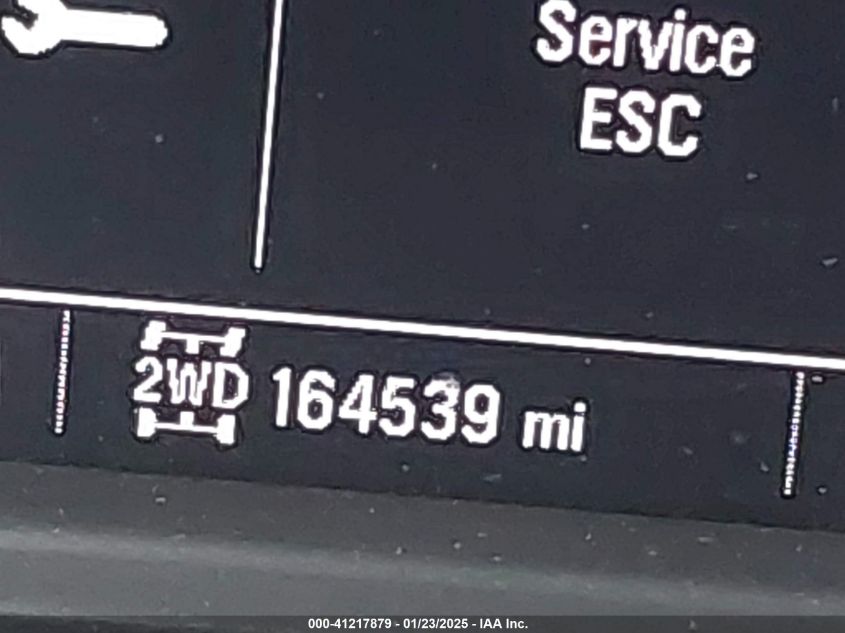 Service
ESC
2WD 164539 mi
000-41217879 - 01/23/2025 - IAA Inc.